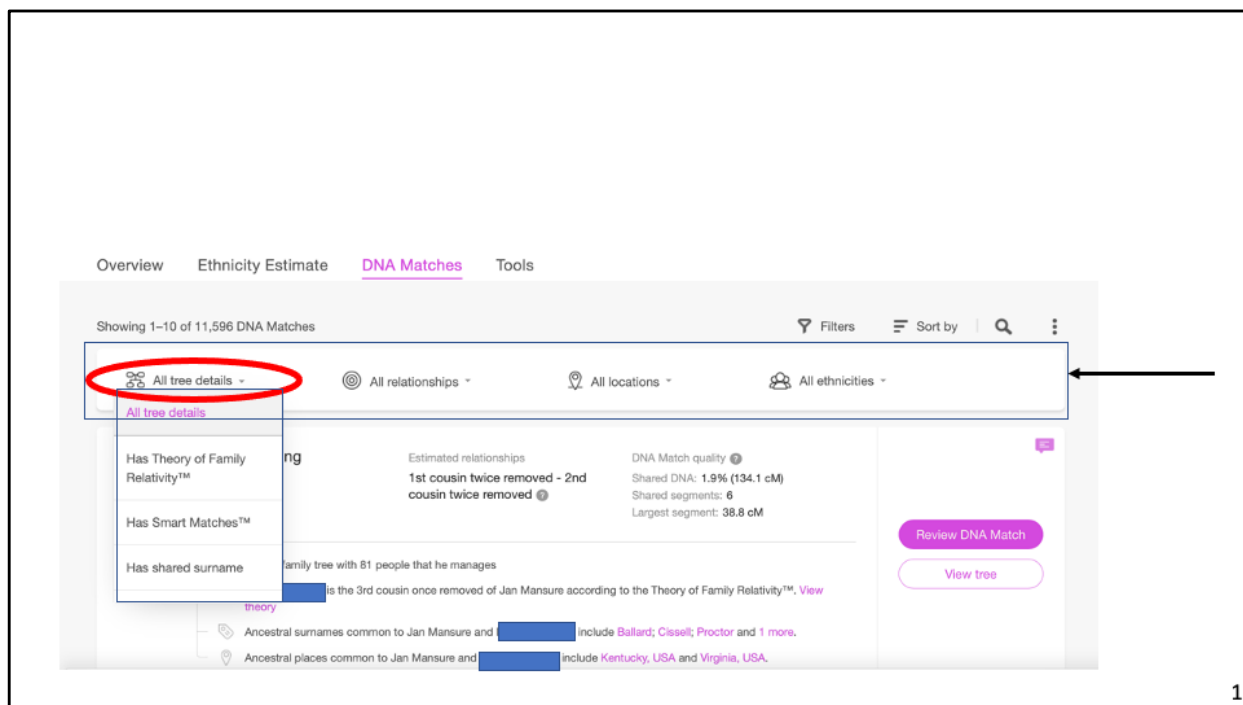 Overview Ethnicity Estimate DNA Matches Tools
Showing 1–10 of 11,596 DNA Matches Filters Sort by
All tree details All relationships All locations All ethnicities
All tree details
Has Theory of Family
Relativity™
Has Smart Matches™
Has shared surname
ng
Estimated relationships
1st cousin twice removed - 2nd
cousin twice removed
DNA Match quality
Shared DNA: 1.9% (134.1 cM)
Shared segments: 6
Largest segment: 38.8 cM
Review DNA Match
View tree
family tree with 81 people that he manages
is the 3rd cousin once removed of Jan Mansure according to the Theory of Family Relativity™. View
theory
Ancestral surnames common to Jan Mansure and include Ballard; Cissell; Proctor and 1 more.
Ancestral places common to Jan Mansure and include Kentucky, USA and Virginia, USA.
1